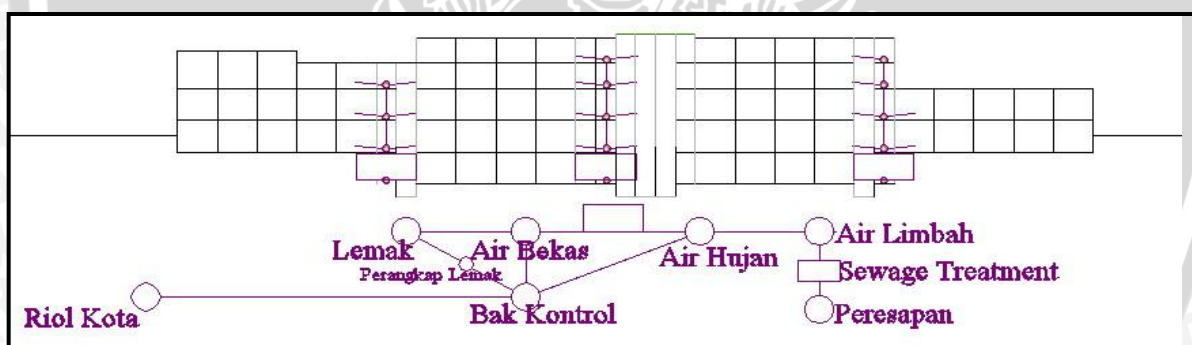 Lemak
Air Bekas
Air Hujan
Air Limbah
Perangkap Lemak
Sewage Treatment
Riol Kota
Bak Kontrol
Peresapan